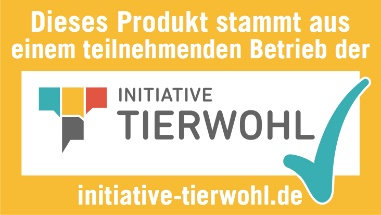 Dieses Produkt stammt aus
einem teilnehmenden Betrieb der
INITIATIVE
TIERWOHL
initiative-tierwohl.de